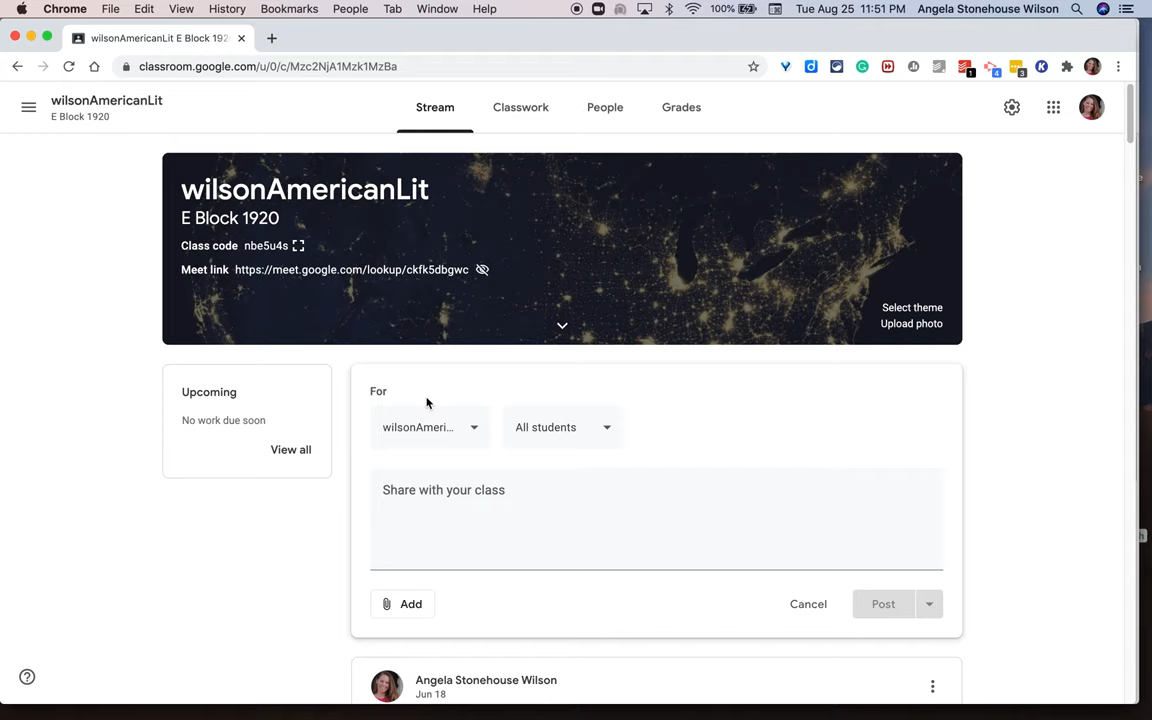 Chrome File Edit View History Bookmarks People Tab Window Help 100% Tue Aug 25 11:51 PM Angela Stonehouse Wilson
wilsonAmericanLit E Block 192
classroom.google.com/u/0/c/Mzc2NjA1Mzk1MzBa
1 4 3 K
wilsonAmericanLit
E Block 1920
Stream Classwork People Grades
wilsonAmericanLit
E Block 1920
Class code nbe5u4s
Meet link https://meet.google.com/lookup/ckfk5dbgwc
Select theme
Upload photo
Upcoming
No work due soon
View all
For
wilsonAmeri... All students
Share with your class
Add Cancel Post
Angela Stonehouse Wilson
Jun 18